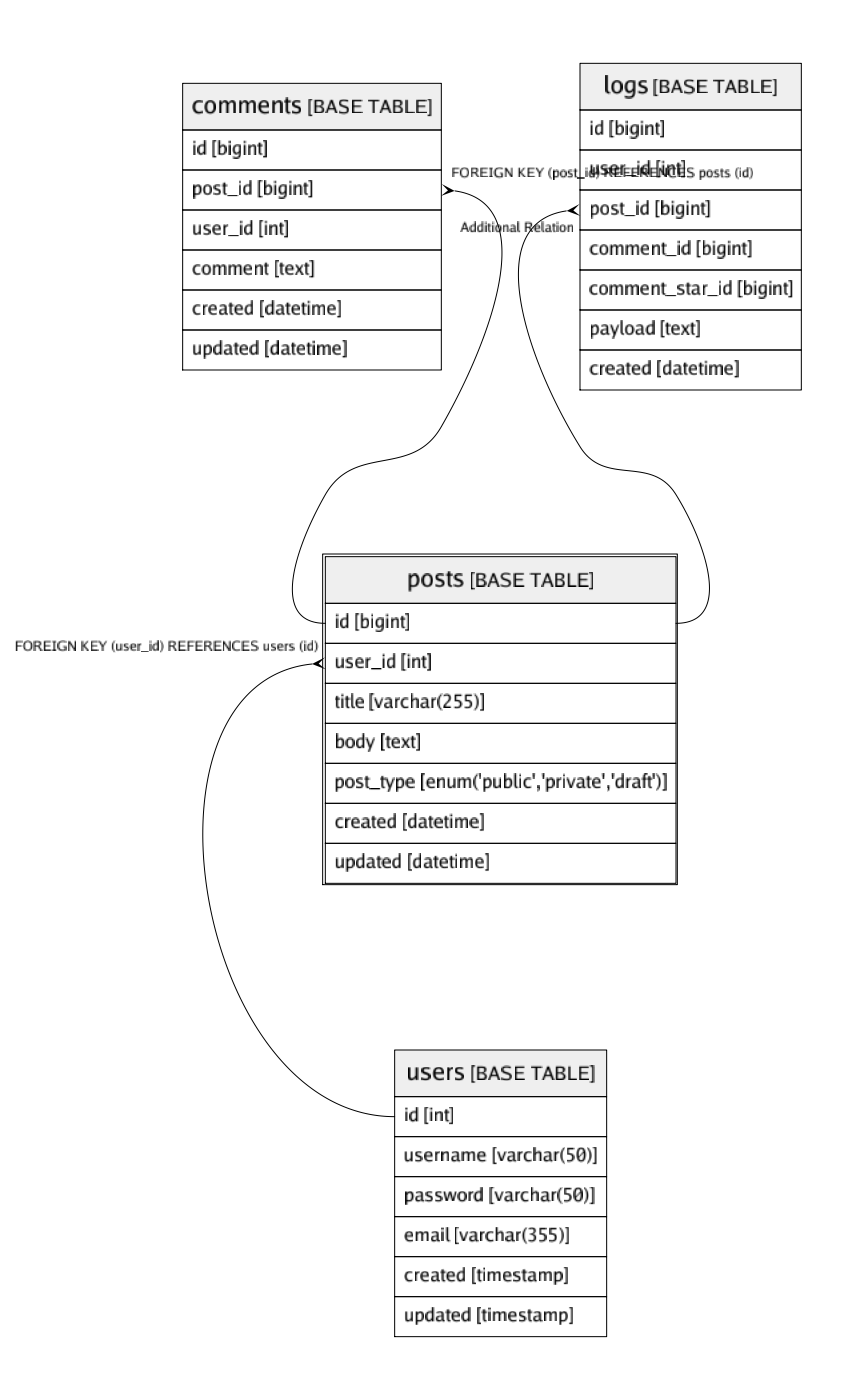 comments [BASE TABLE]
id [bigint]
post_id [bigint]
user_id [int]
comment [text]
created [datetime]
updated [datetime]
logs [BASE TABLE]
id [bigint]
user_id [int]
post_id [bigint]
comment_id [bigint]
comment_star_id [bigint]
payload [text]
created [datetime]
FOREIGN KEY (post_id) REFERENCES posts (id)
Additional Relation
posts [BASE TABLE]
id [bigint]
user_id [int]
title [varchar(255)]
body [text]
post_type [enum('public','private','draft')]
created [datetime]
updated [datetime]
FOREIGN KEY (user_id) REFERENCES users (id)
users [BASE TABLE]
id [int]
username [varchar(50)]
password [varchar(50)]
email [varchar(355)]
created [timestamp]
updated [timestamp]